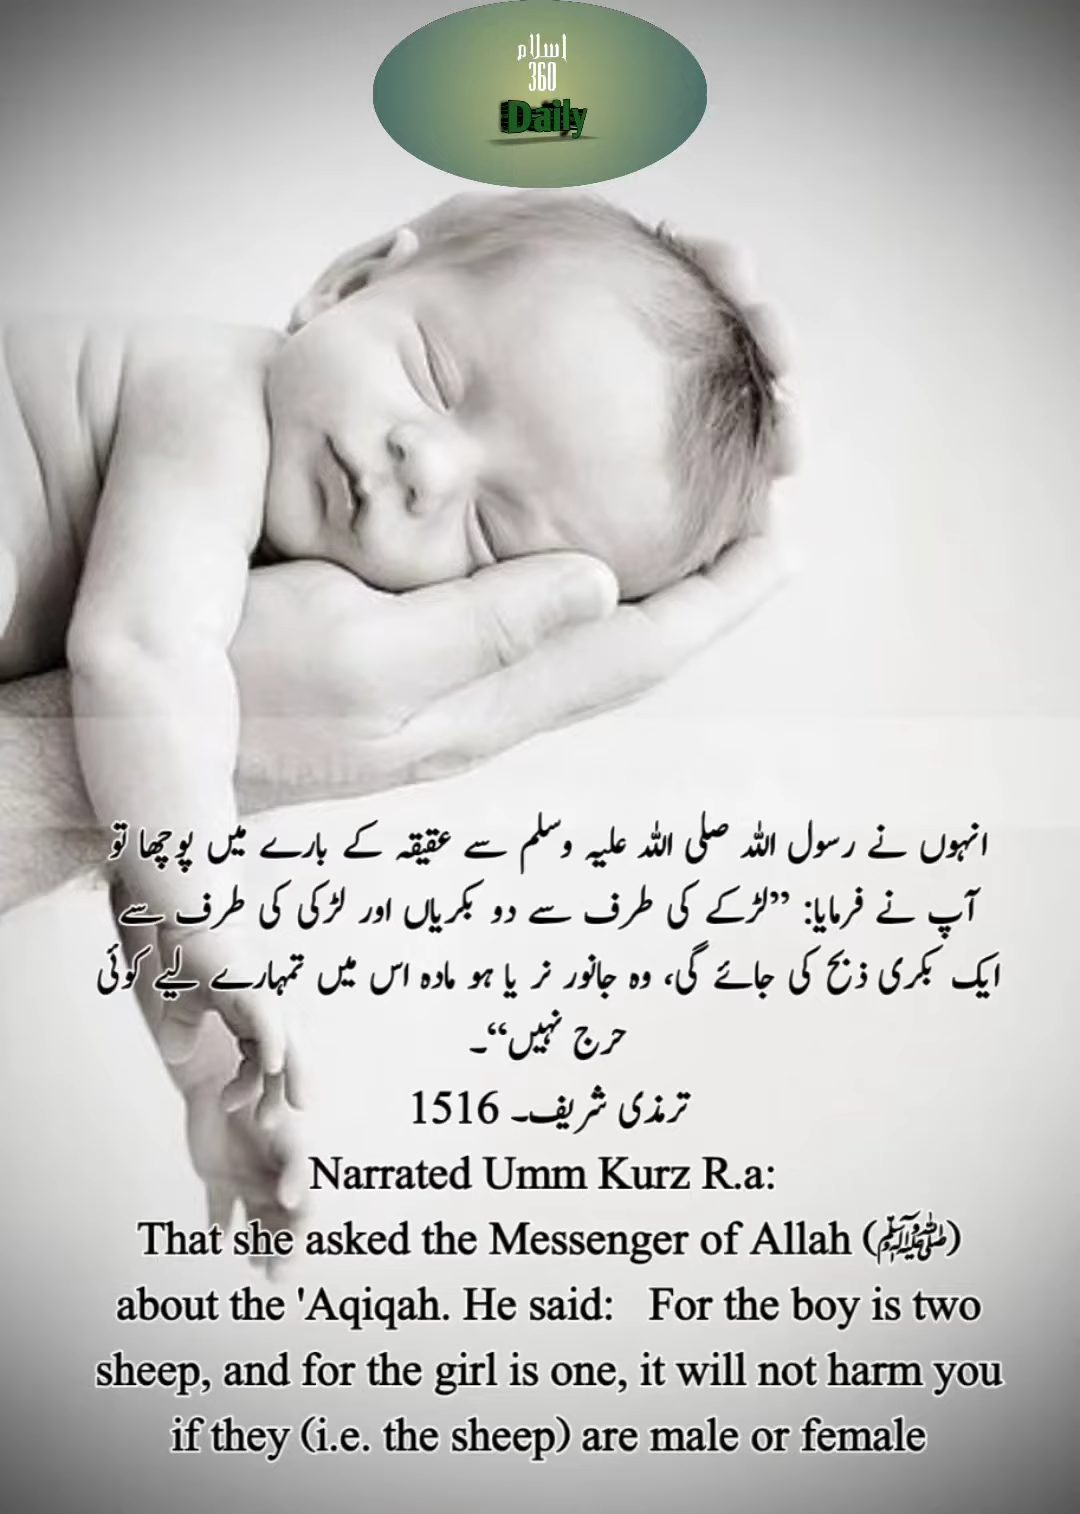 اسلام
360
Daily
انہوں نے رسول اللہ صلی اللہ علیہ وسلم سے عقیقہ کے بارے میں پوچھا تو
آپ نے فرمایا: ”لڑکے کی طرف سے دو بکریاں اور لڑکی کی طرف سے
ایک بکری ذبح کی جائے گی، وہ جانور نر یا ہو مادہ اس میں تمہارے لیے کوئی
حرج نہیں“۔
ترمذی شریف۔ 1516
Narrated Umm Kurz R.a:
That she asked the Messenger of Allah (ﷺ)
about the 'Aqiqah. He said:   For the boy is two
sheep, and for the girl is one, it will not harm you
if they (i.e. the sheep) are male or female